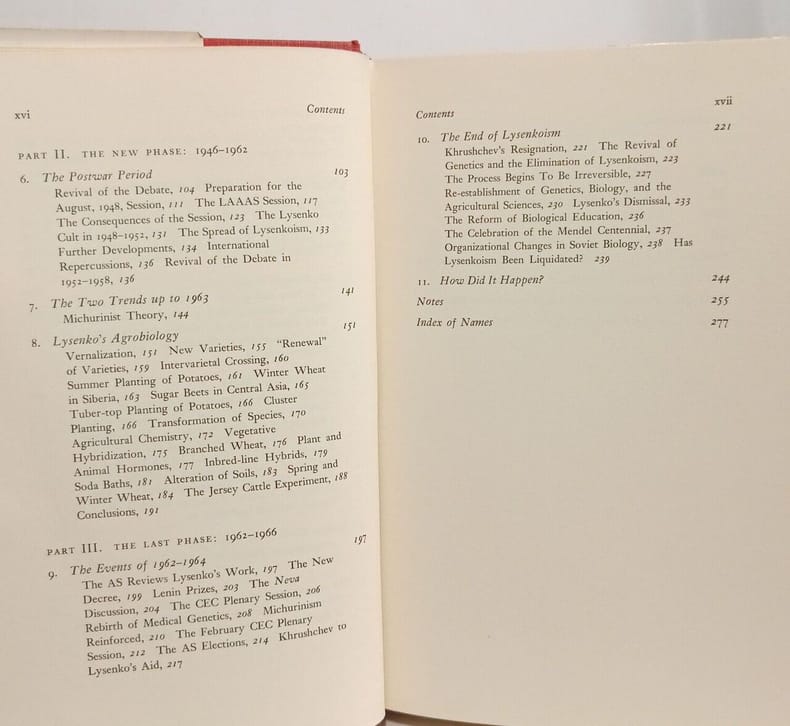 xvi Contents
PART II. THE NEW PHASE: 1946–1962
6. The Postwar Period 103
Revival of the Debate, 104 Preparation for the
August, 1948, Session, 111 The LAAAS Session, 117
The Consequences of the Session, 123 The Lysenko
Cult in 1948–1952, 131 The Spread of Lysenkoism, 133
Further Developments, 134 International
Repercussions, 136 Revival of the Debate in
1952–1958, 136
7. The Two Trends up to 1963 141
Michurinist Theory, 144
8. Lysenko's Agrobiology 151
Vernalization, 151 New Varieties, 155 "Renewal"
of Varieties, 159 Intervarietal Crossing, 160
Summer Planting of Potatoes, 161 Winter Wheat
in Siberia, 163 Sugar Beets in Central Asia, 165
Tuber-top Planting of Potatoes, 166 Cluster
Planting, 166 Transformation of Species, 170
Agricultural Chemistry, 172 Vegetative
Hybridization, 175 Branched Wheat, 176 Plant and
Animal Hormones, 177 Inbred-line Hybrids, 179
Soda Baths, 181 Alteration of Soils, 183 Spring and
Winter Wheat, 184 The Jersey Cattle Experiment, 188
Conclusions, 191
PART III. THE LAST PHASE: 1962–1966
9. The Events of 1962–1964 197
The AS Reviews Lysenko's Work, 197 The New
Decree, 199 Lenin Prizes, 203 The Neva
Discussion, 204 The CEC Plenary Session, 206
Rebirth of Medical Genetics, 208 Michurinism
Reinforced, 210 The February CEC Plenary
Session, 212 The AS Elections, 214 Khrushchev to
Lysenko's Aid, 217
Contents xvii
10. The End of Lysenkoism 221
Khrushchev's Resignation, 221 The Revival of
Genetics and the Elimination of Lysenkoism, 223
The Process Begins To Be Irreversible, 227
Re-establishment of Genetics, Biology, and the
Agricultural Sciences, 230 Lysenko's Dismissal, 233
The Reform of Biological Education, 236
The Celebration of the Mendel Centennial, 237
Organizational Changes in Soviet Biology, 238 Has
Lysenkoism Been Liquidated? 239
11. How Did It Happen? 244
Notes 255
Index of Names 277